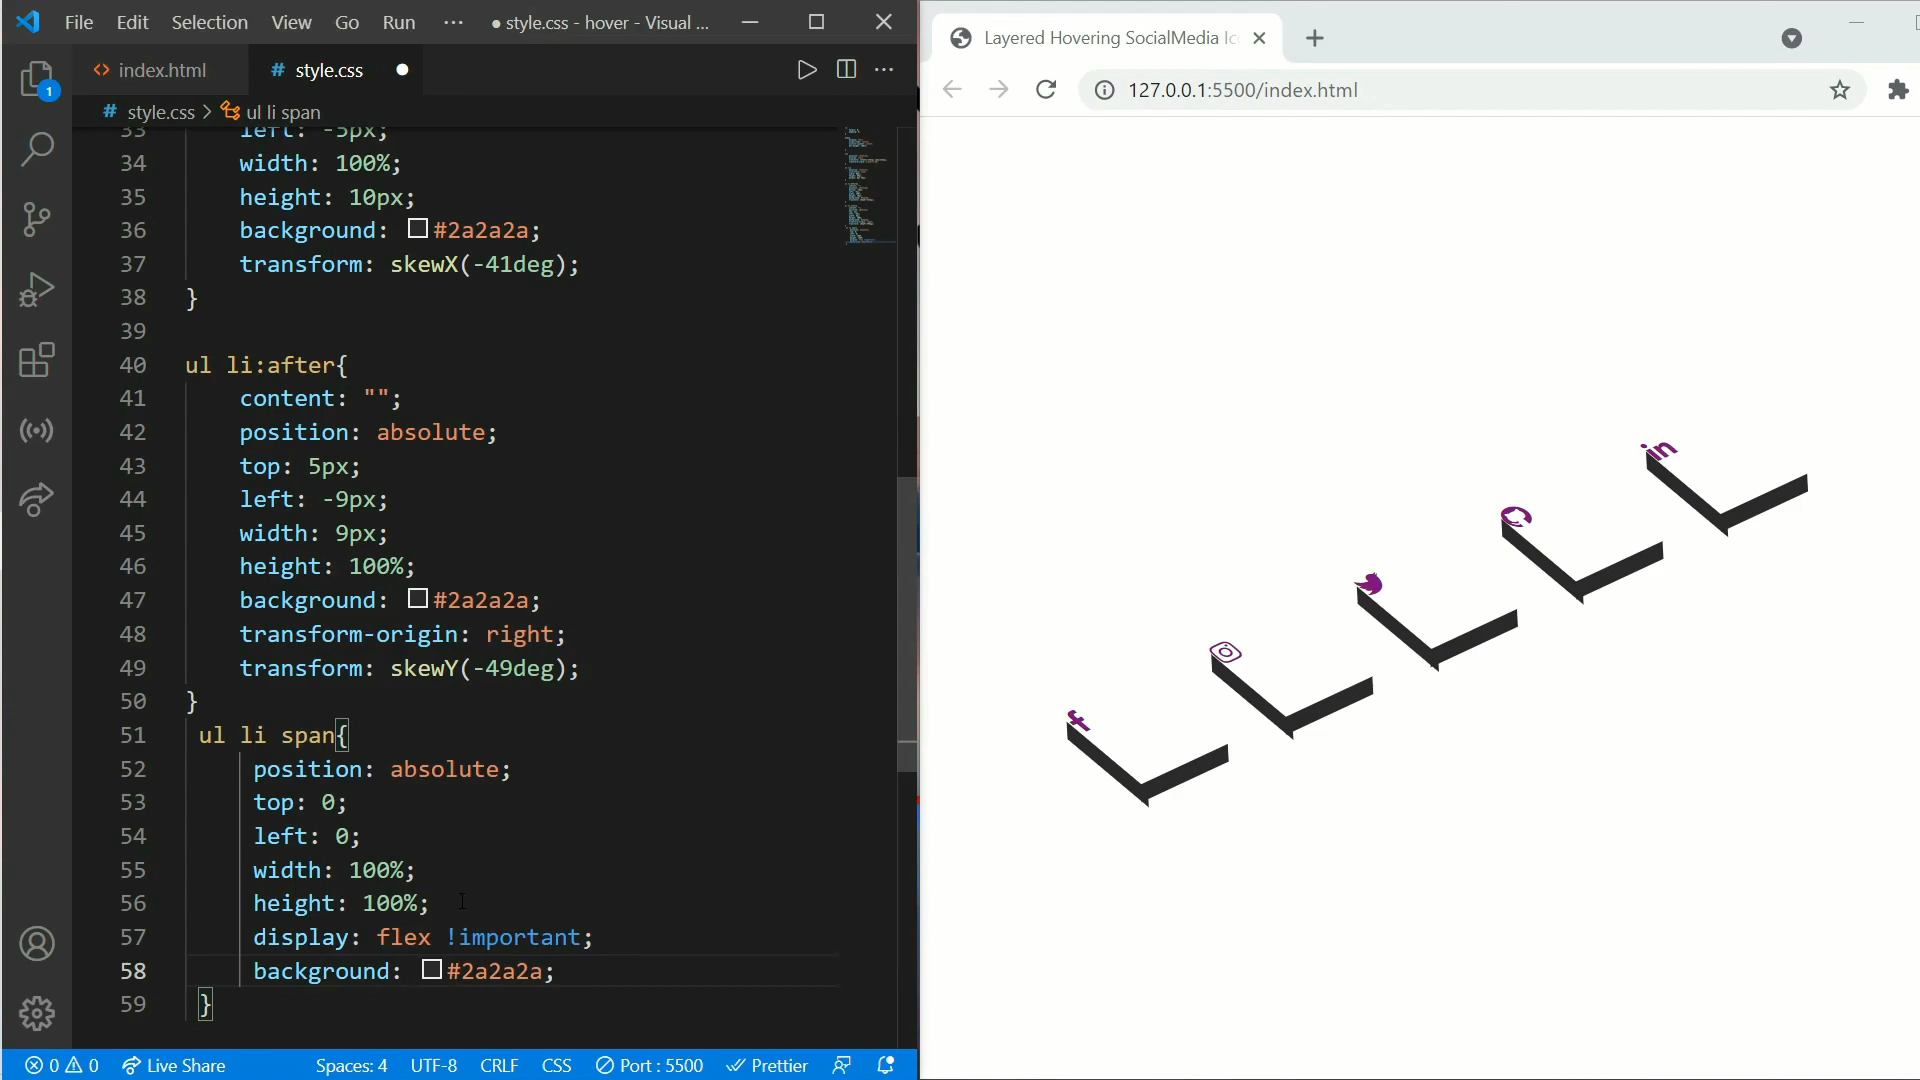 File Edit Selection View Go Run ··· ● style.css - hover - Visual ...
index.html # style.css ●
# style.css > ul li span
33 left: -5px;
34 width: 100%;
35 height: 10px;
36 background: #2a2a2a;
37 transform: skewX(-41deg);
38 }
39
40 ul li:after{
41 content: "";
42 position: absolute;
43 top: 5px;
44 left: -9px;
45 width: 9px;
46 height: 100%;
47 background: #2a2a2a;
48 transform-origin: right;
49 transform: skewY(-49deg);
50 }
51 ul li span{
52 position: absolute;
53 top: 0;
54 left: 0;
55 width: 100%;
56 height: 100%;
57 display: flex !important;
58 background: #2a2a2a;
59 }
1
0 0 Live Share Spaces: 4 UTF-8 CRLF CSS Port : 5500 Prettier
Layered Hovering SocialMedia Ic
127.0.0.1:5500/index.html
in
f